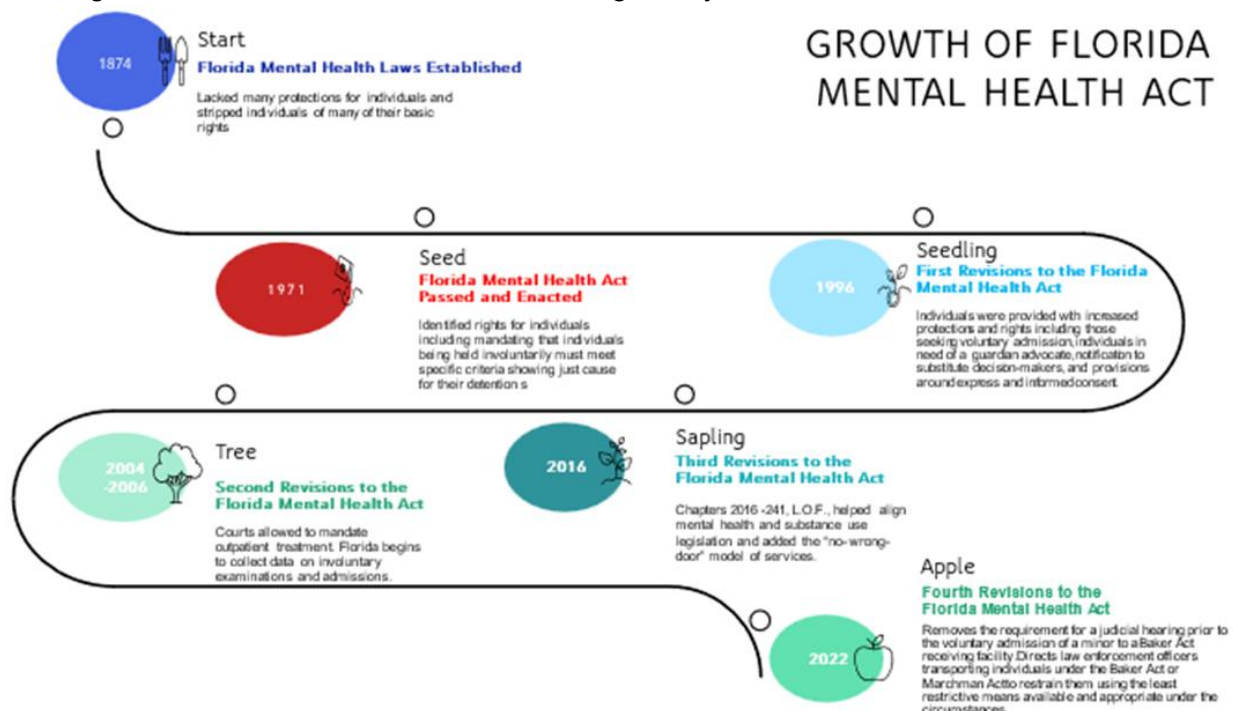 GROWTH OF FLORIDA
MENTAL HEALTH ACT
1874
Start
Florida Mental Health Laws Established
Lacked many protections for individuals and
stripped individuals of many of their basic
rights
1971
Seed
Florida Mental Health Act
Passed and Enacted
Identified rights for individuals
including mandating that individuals
being held involuntarily must meet
specific criteria showing just cause
for their detention s
1996
Seedling
First Revisions to the Florida
Mental Health Act
Individuals were provided with increased
protections and rights including those
seeking voluntary admission,individuals in
need of a guardian advocate,notification to
substitute decision-makers, and provisions
around express and informed consent.
2004
-2006
Tree
Second Revisions to the
Florida Mental Health Act
Courts allowed to mandate
outpatient treatment. Florida begins
to collect data on involuntary
examinations and admissions.
2016
Sapling
Third Revisions to the
Florida Mental Health Act
Chapters 2016 -241, L.O.F., helped align
mental health and substance use
legislation and added the "no-wrong-
door" model of services.
2022
Apple
Fourth Revisions to the
Florida Mental Health Act
Removes the requirement for a judicial hearing prior to
the voluntary admission of a minor to a Baker Act
receiving facility.Directs law enforcement officers
transporting individuals under the Baker Act or
Marchman Actto restrain them using the least
restrictive means available and appropriate under the
circumstances